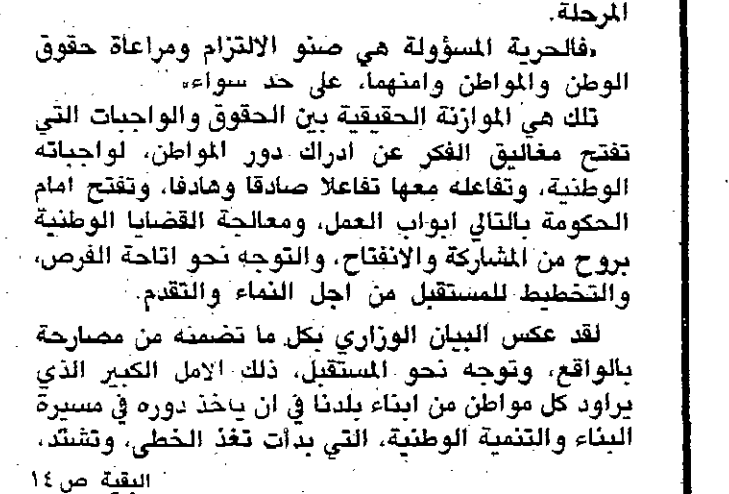 المرحلة.
«فالحرية المسؤولة هي صنو الالتزام ومراعاة حقوق
الوطن والمواطن وامنهما، على حد سواء»
تلك هي الموازنة الحقيقية بين الحقوق والواجبات التي
تفتح مغاليق الفكر عن ادراك دور المواطن، لواجباته
الوطنية، وتفاعله معها تفاعلا صادقا وهادفا، وتفتح امام
الحكومة بالتالي ابواب العمل، ومعالجة القضايا الوطنية
بروح من المشاركة والانفتاح، والتوجه نحو اتاحة الفرص،
والتخطيط للمستقبل من اجل النماء والتقدم.
لقد عكس البيان الوزاري بكل ما تضمنه من مصارحة
بالواقع، وتوجه نحو المستقبل، ذلك الامل الكبير الذي
يراود كل مواطن من ابناء بلدنا في ان ياخذ دوره في مسيرة
البناء والتنمية الوطنية، التي بدأت تغذ الخطى، وتشتد،
البقية ص ١٤